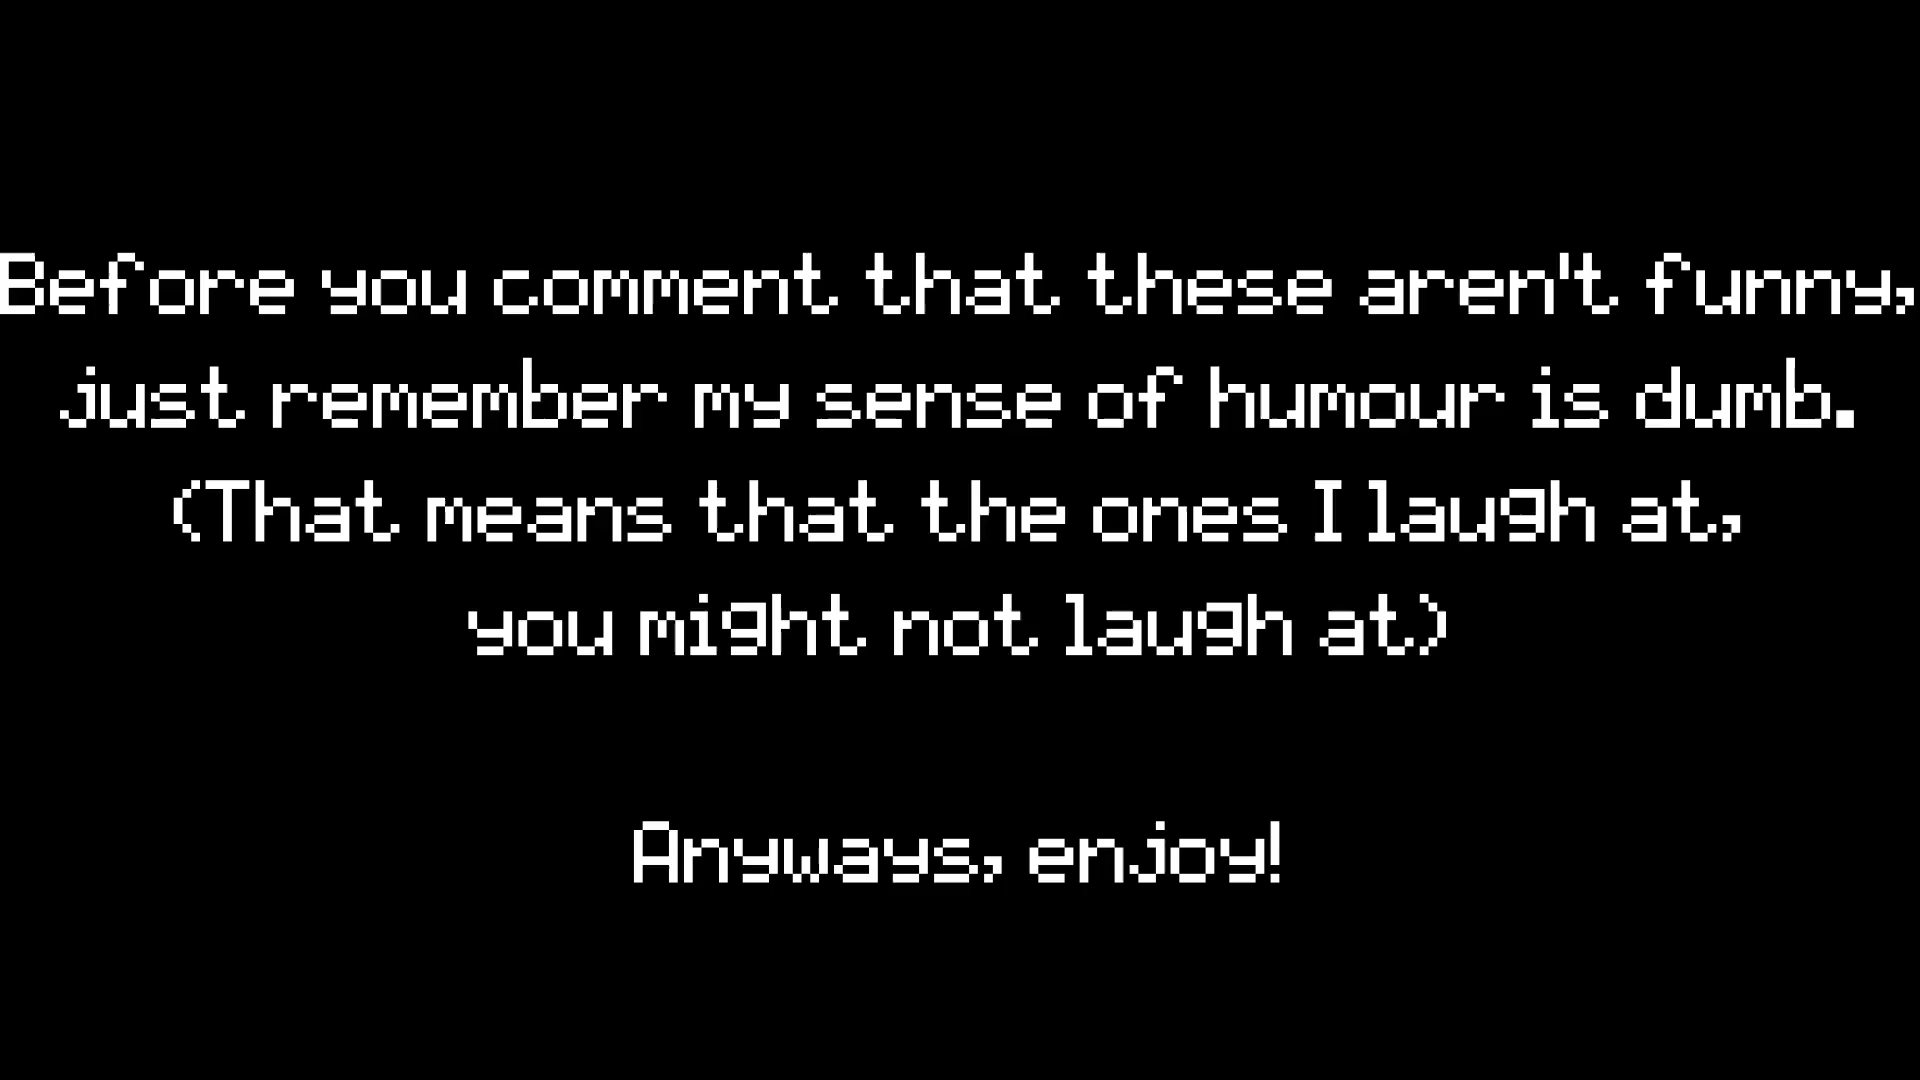 Before you comment that these aren't funny,
just remember my sense of humour is dumb.
(That means that the ones I laugh at,
you might not laugh at)
Anyways, enjoy!